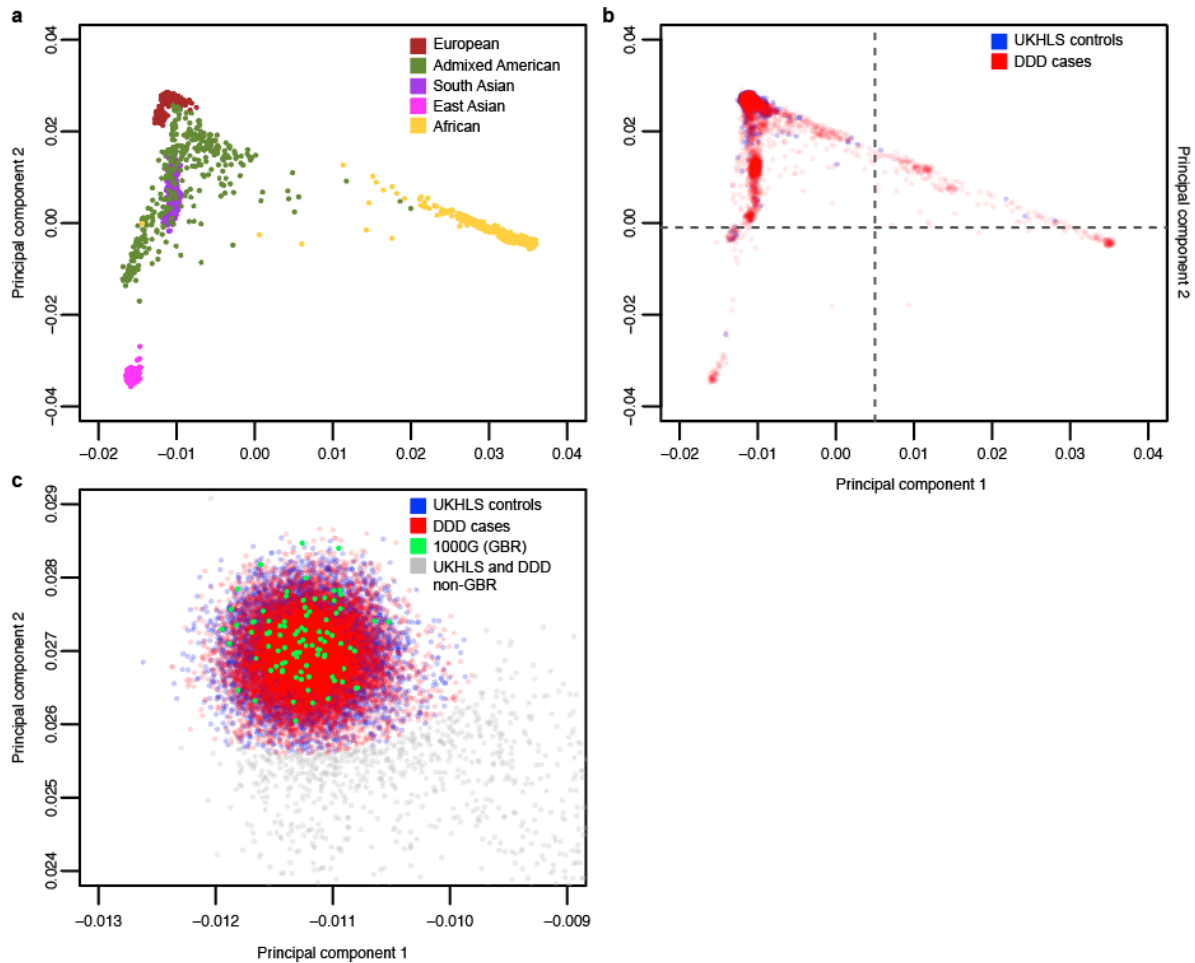 a
European
Admixed American
South Asian
East Asian
African
Principal component 2
0.04
0.02
0.00
−0.02
−0.04
−0.02
−0.01
0.00
0.01
0.02
0.03
0.04
b
UKHLS controls
DDD cases
Principal component 2
0.04
0.02
0.00
−0.02
−0.04
−0.02
−0.01
0.00
0.01
0.02
0.03
0.04
Principal component 1
c
UKHLS controls
DDD cases
1000G (GBR)
UKHLS and DDD
non-GBR
Principal component 2
0.029
0.028
0.027
0.026
0.025
0.024
−0.013
−0.012
−0.011
−0.010
−0.009
Principal component 1